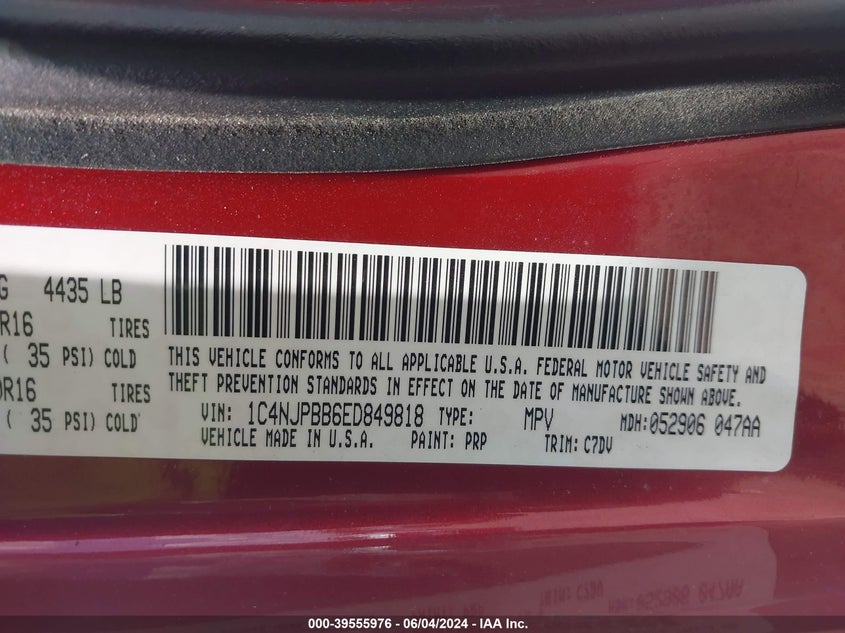 G 4435 LB
R16 TIRES
( 35 PSI) COLD
0R16 TIRES
( 35 PSI) COLD
THIS VEHICLE CONFORMS TO ALL APPLICABLE U.S.A. FEDERAL MOTOR VEHICLE SAFETY AND
THEFT PREVENTION STANDARDS IN EFFECT ON THE DATE OF MANUFACTURE SHOWN ABOVE.
VIN: 1C4NJPBB6ED849818 TYPE: MPV MDH:052906 047AA
VEHICLE MADE IN U.S.A. PAINT: PRP TRIM: C7DV
000-39555976 - 06/04/2024 - IAA Inc.